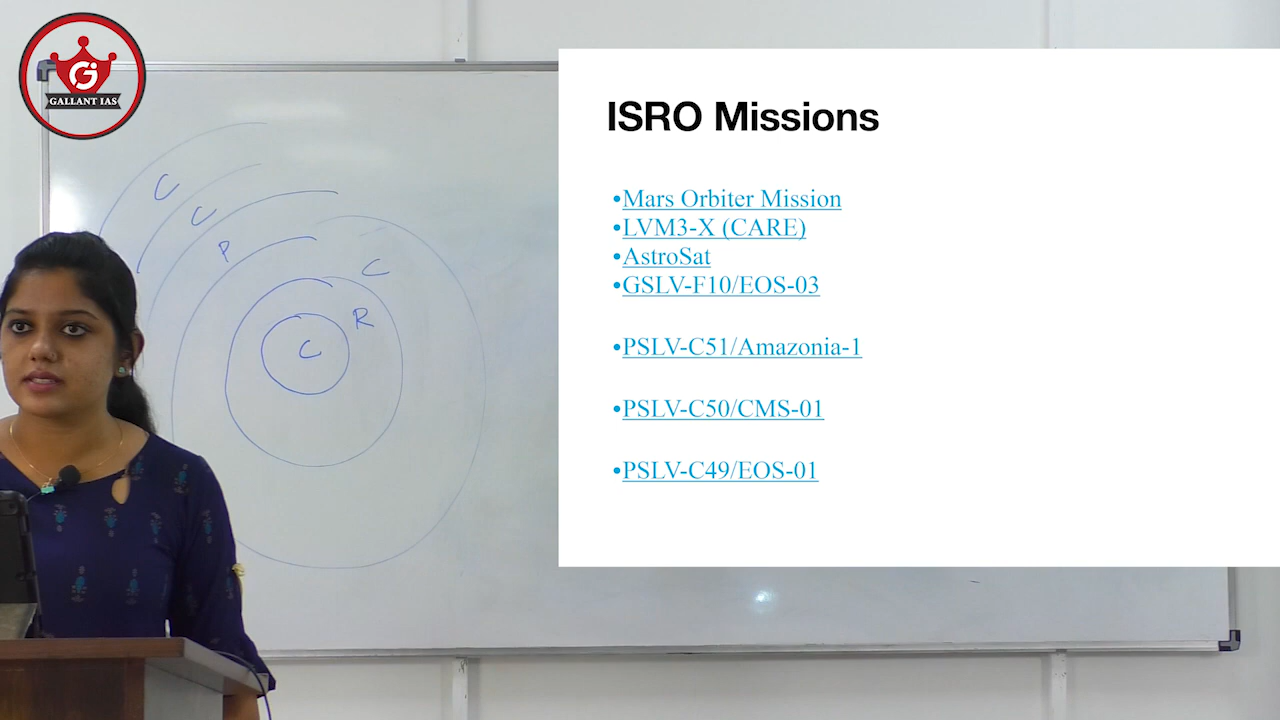 GALLANT IAS
ISRO Missions
•Mars Orbiter Mission
•LVM3-X (CARE)
•AstroSat
•GSLV-F10/EOS-03
•PSLV-C51/Amazonia-1
•PSLV-C50/CMS-01
•PSLV-C49/EOS-01
C
C
P
C
R
C